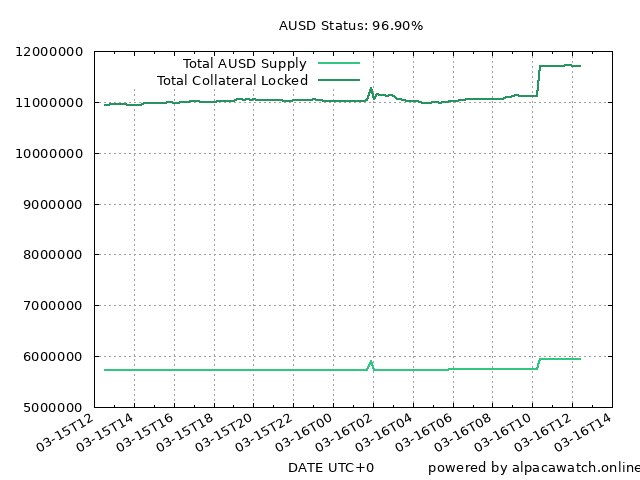 AUSD Status: 96.90%
12000000
Total AUSD Supply
Total Collateral Locked
11000000
10000000
9000000
8000000
7000000
6000000
5000000
03-15T12
03-15T14
03-15T16
03-15T18
03-15T20
03-15T22
03-16T00
03-16T02
03-16T04
03-16T06
03-16T08
03-16T10
03-16T12
03-16T14
DATE UTC+0
powered by alpacawatch.online